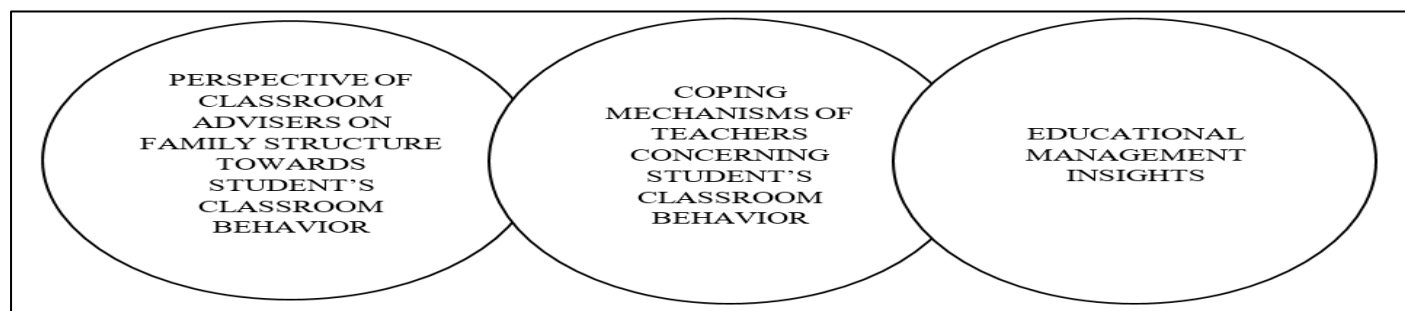 PERSPECTIVE OF
CLASSROOM
ADVISERS ON
FAMILY STRUCTURE
TOWARDS
STUDENT’S
CLASSROOM
BEHAVIOR
COPING
MECHANISMS OF
TEACHERS
CONCERNING
STUDENT’S
CLASSROOM
BEHAVIOR
EDUCATIONAL
MANAGEMENT
INSIGHTS